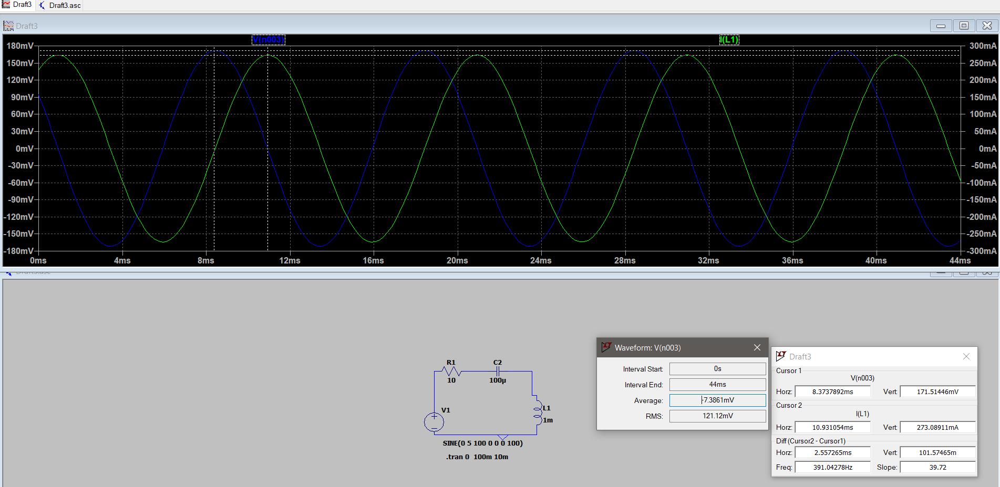 Draft3 Draft3.asc
Draft3
V(n003) I(L1)
180mV 300mA
150mV 250mA
120mV 200mA
90mV 150mA
60mV 100mA
30mV 50mA
0mV 0mA
-30mV -50mA
-60mV -100mA
-90mV -150mA
-120mV -200mA
-150mV -250mA
-180mV -300mA
0ms 4ms 8ms 12ms 16ms 20ms 24ms 28ms 32ms 36ms 40ms 44ms
Draft3.asc
R1
10
C2
100µ
V1
L1
1m
SINE(0 5 100 0 0 0 100)
.tran 0 100m 10m
Waveform: V(n003)
Interval Start: 0s
Interval End: 44ms
Average: -7.3861mV
RMS: 121.12mV
Draft3
Cursor 1
V(n003)
Horz: 8.3737892ms Vert: 171.51446mV
Cursor 2
I(L1)
Horz: 10.931054ms Vert: 273.08911mA
Diff (Cursor2 - Cursor1)
Horz: 2.557265ms Vert: 101.57465m
Freq: 391.04278Hz Slope: 39.72